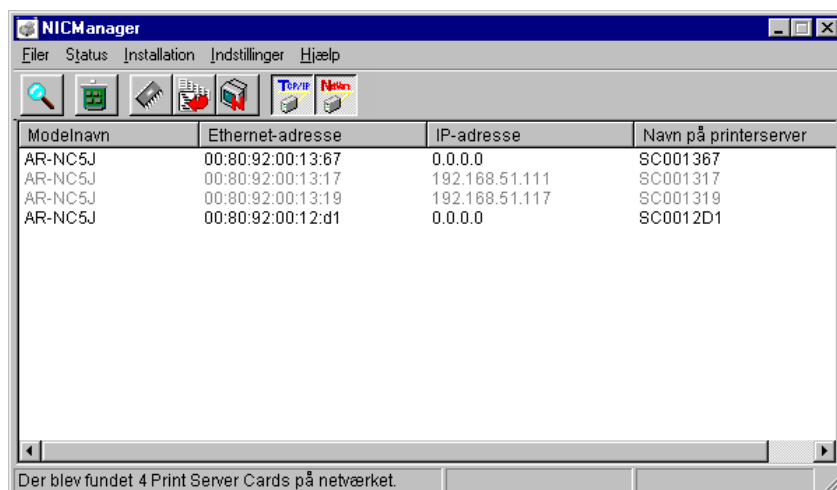 NICManager
Filer Status Installation Indstillinger Hjælp
TCP/IP
Modelnavn Ethernet-adresse IP-adresse Navn på printerserver
AR-NC5J 00:80:92:00:13:67 0.0.0.0 SC001367
AR-NC5J 00:80:92:00:13:17 192.168.51.111 SC001317
AR-NC5J 00:80:92:00:13:19 192.168.51.117 SC001319
AR-NC5J 00:80:92:00:12:d1 0.0.0.0 SC0012D1
Der blev fundet 4 Print Server Cards på netværket.